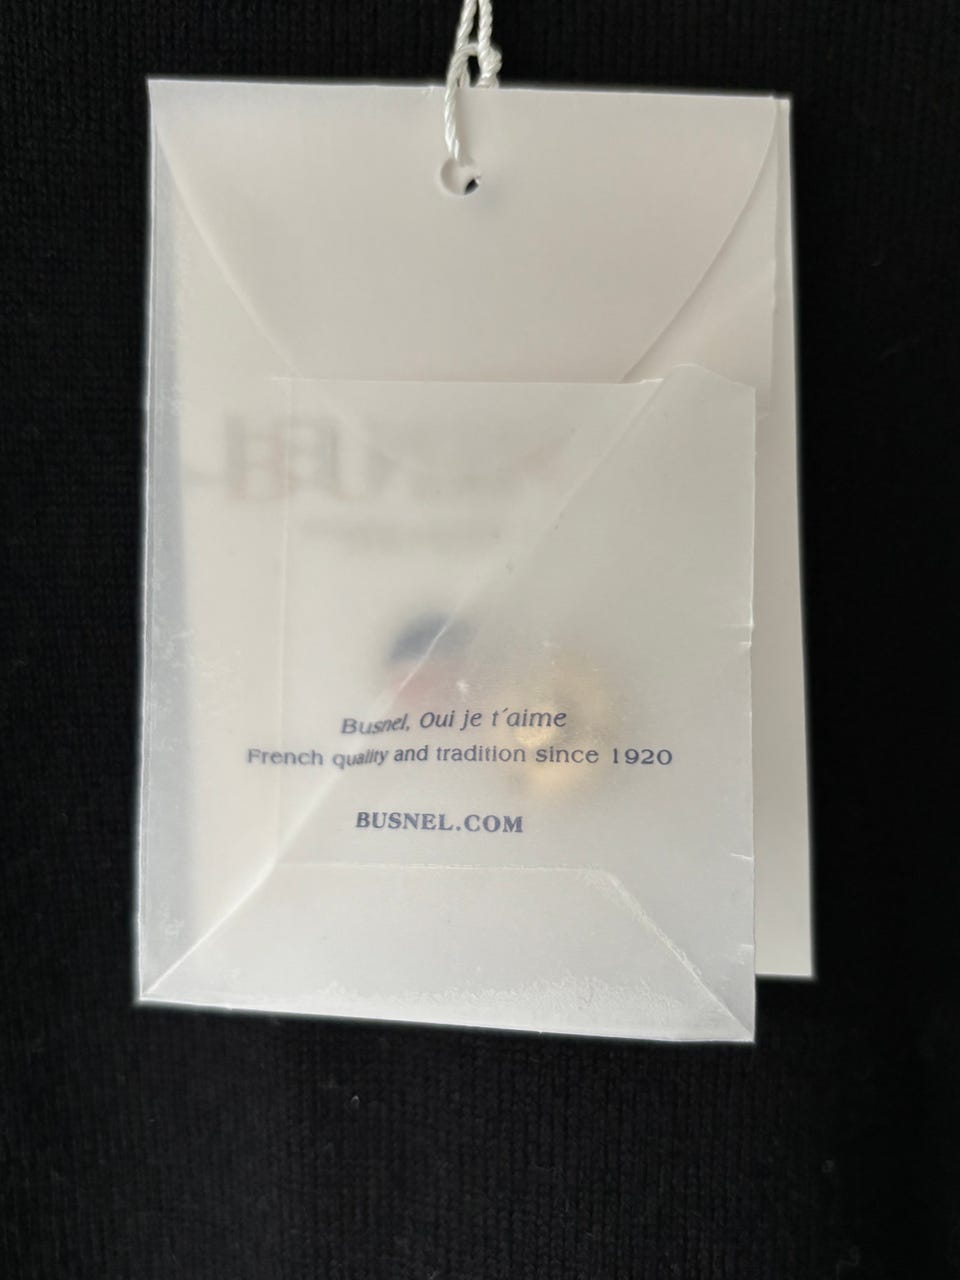 Busnel, Oui je t´aime
French quality and tradition since 1920
BUSNEL.COM